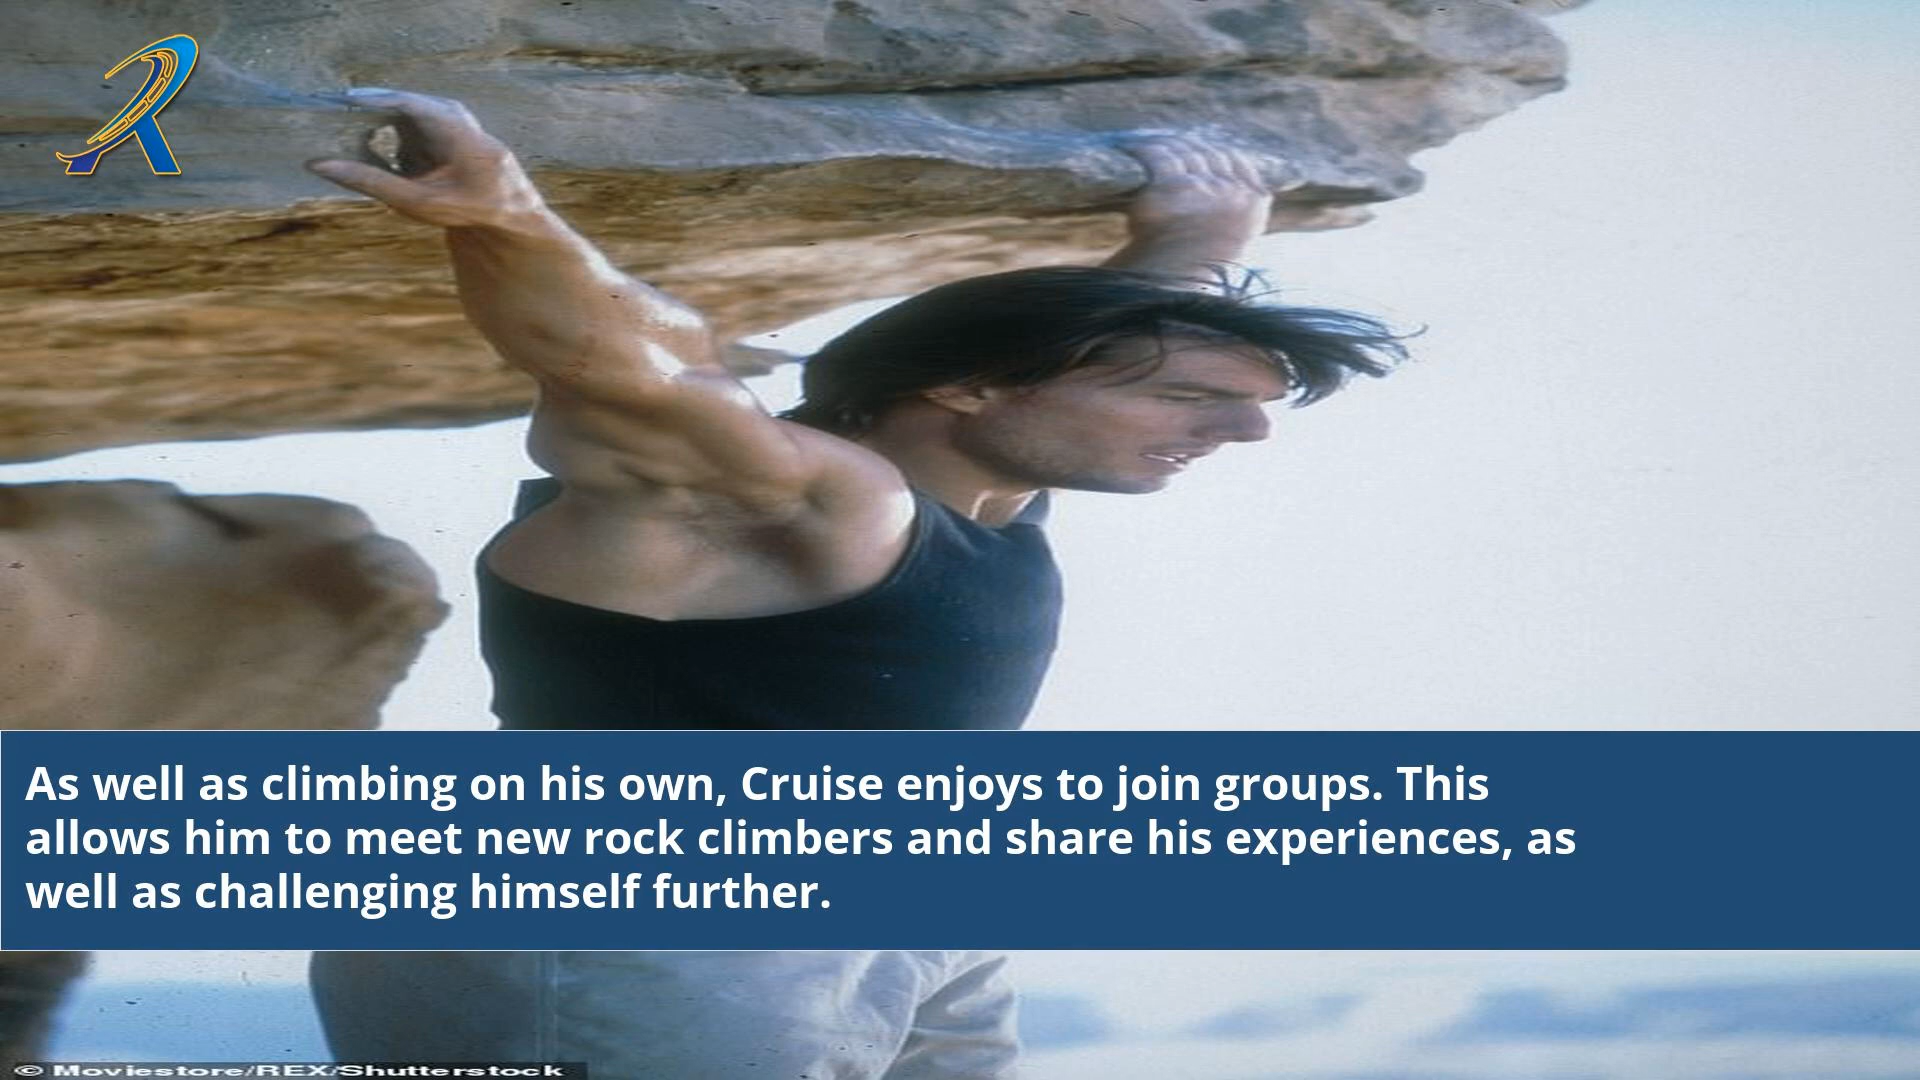 As well as climbing on his own, Cruise enjoys to join groups. This
allows him to meet new rock climbers and share his experiences, as
well as challenging himself further.
© Moviestore/REX/Shutterstock